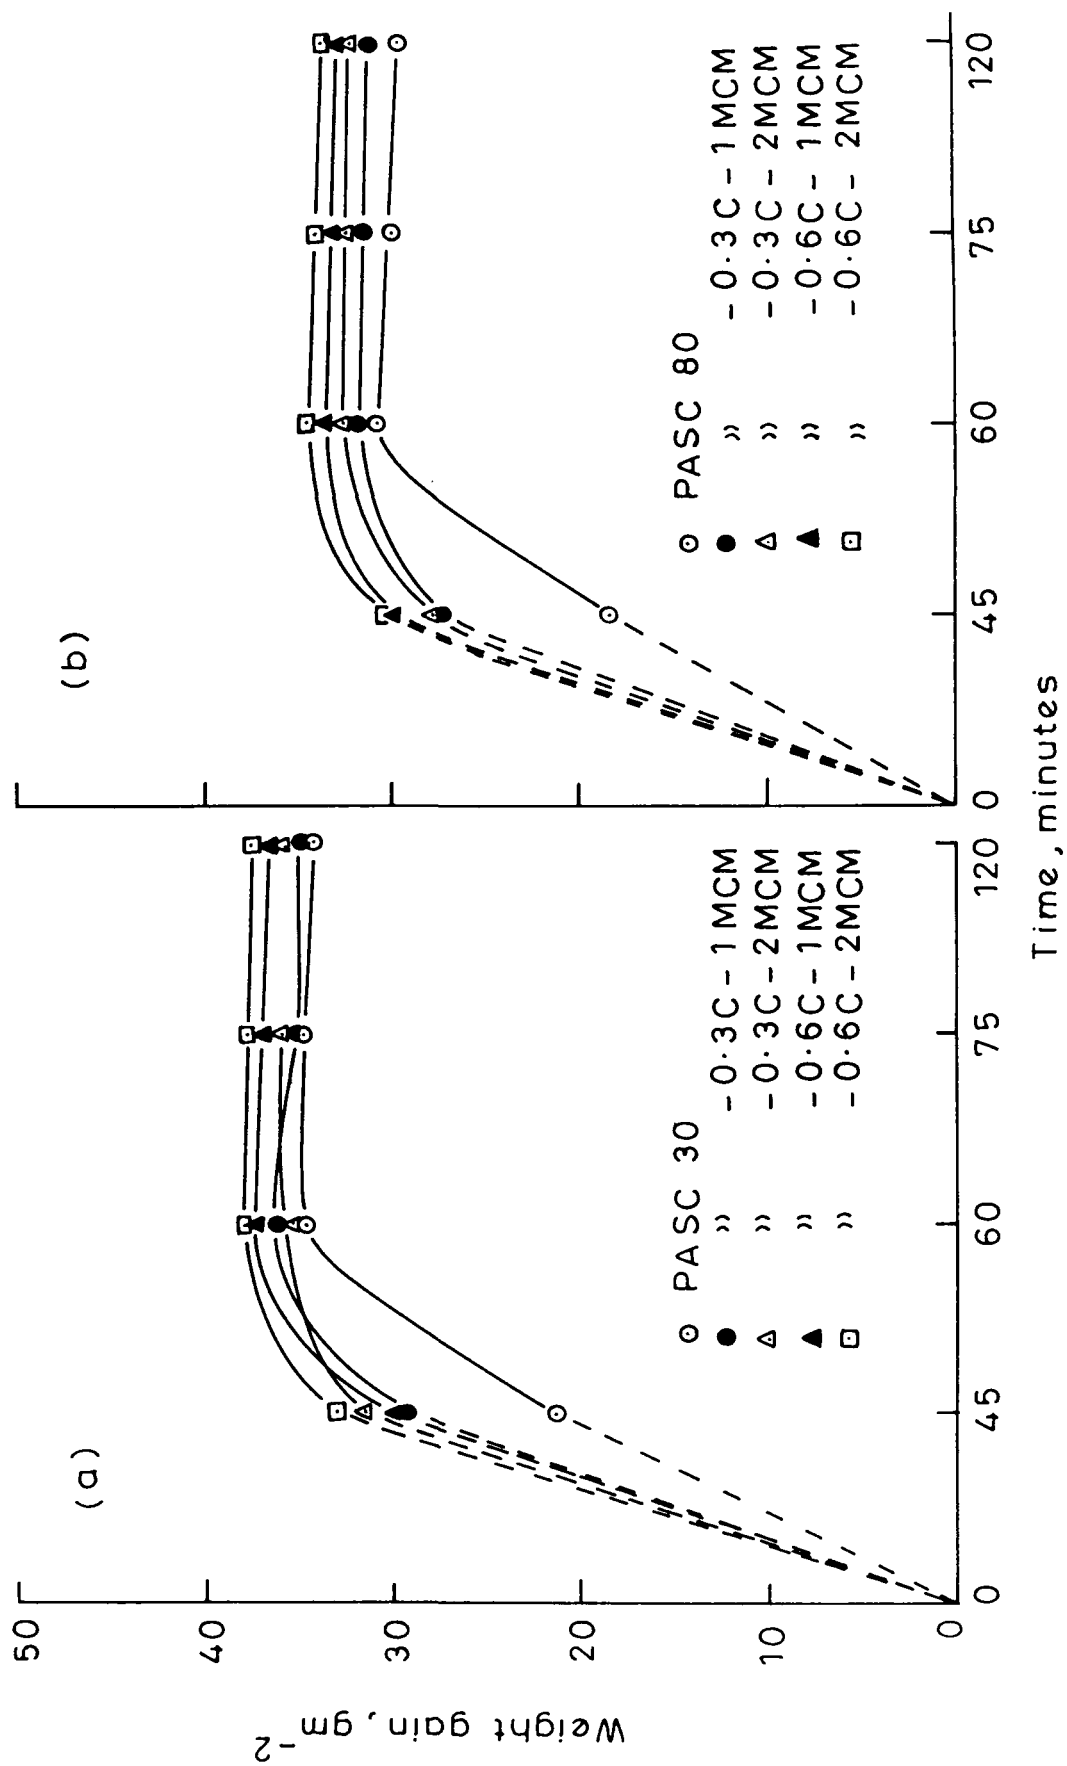 (a)
PASC 30
" -0·3C-1MCM
" -0·3C-2MCM
" -0·6C-1MCM
" -0·6C-2MCM
50
40
30
20
10
0
Weight gain, gm-2
0 45 60 75 120
(b)
PASC 80
" -0·3C-1MCM
" -0·3C-2MCM
" -0·6C-1MCM
" -0·6C-2MCM
0 45 60 75 120
Time, minutes